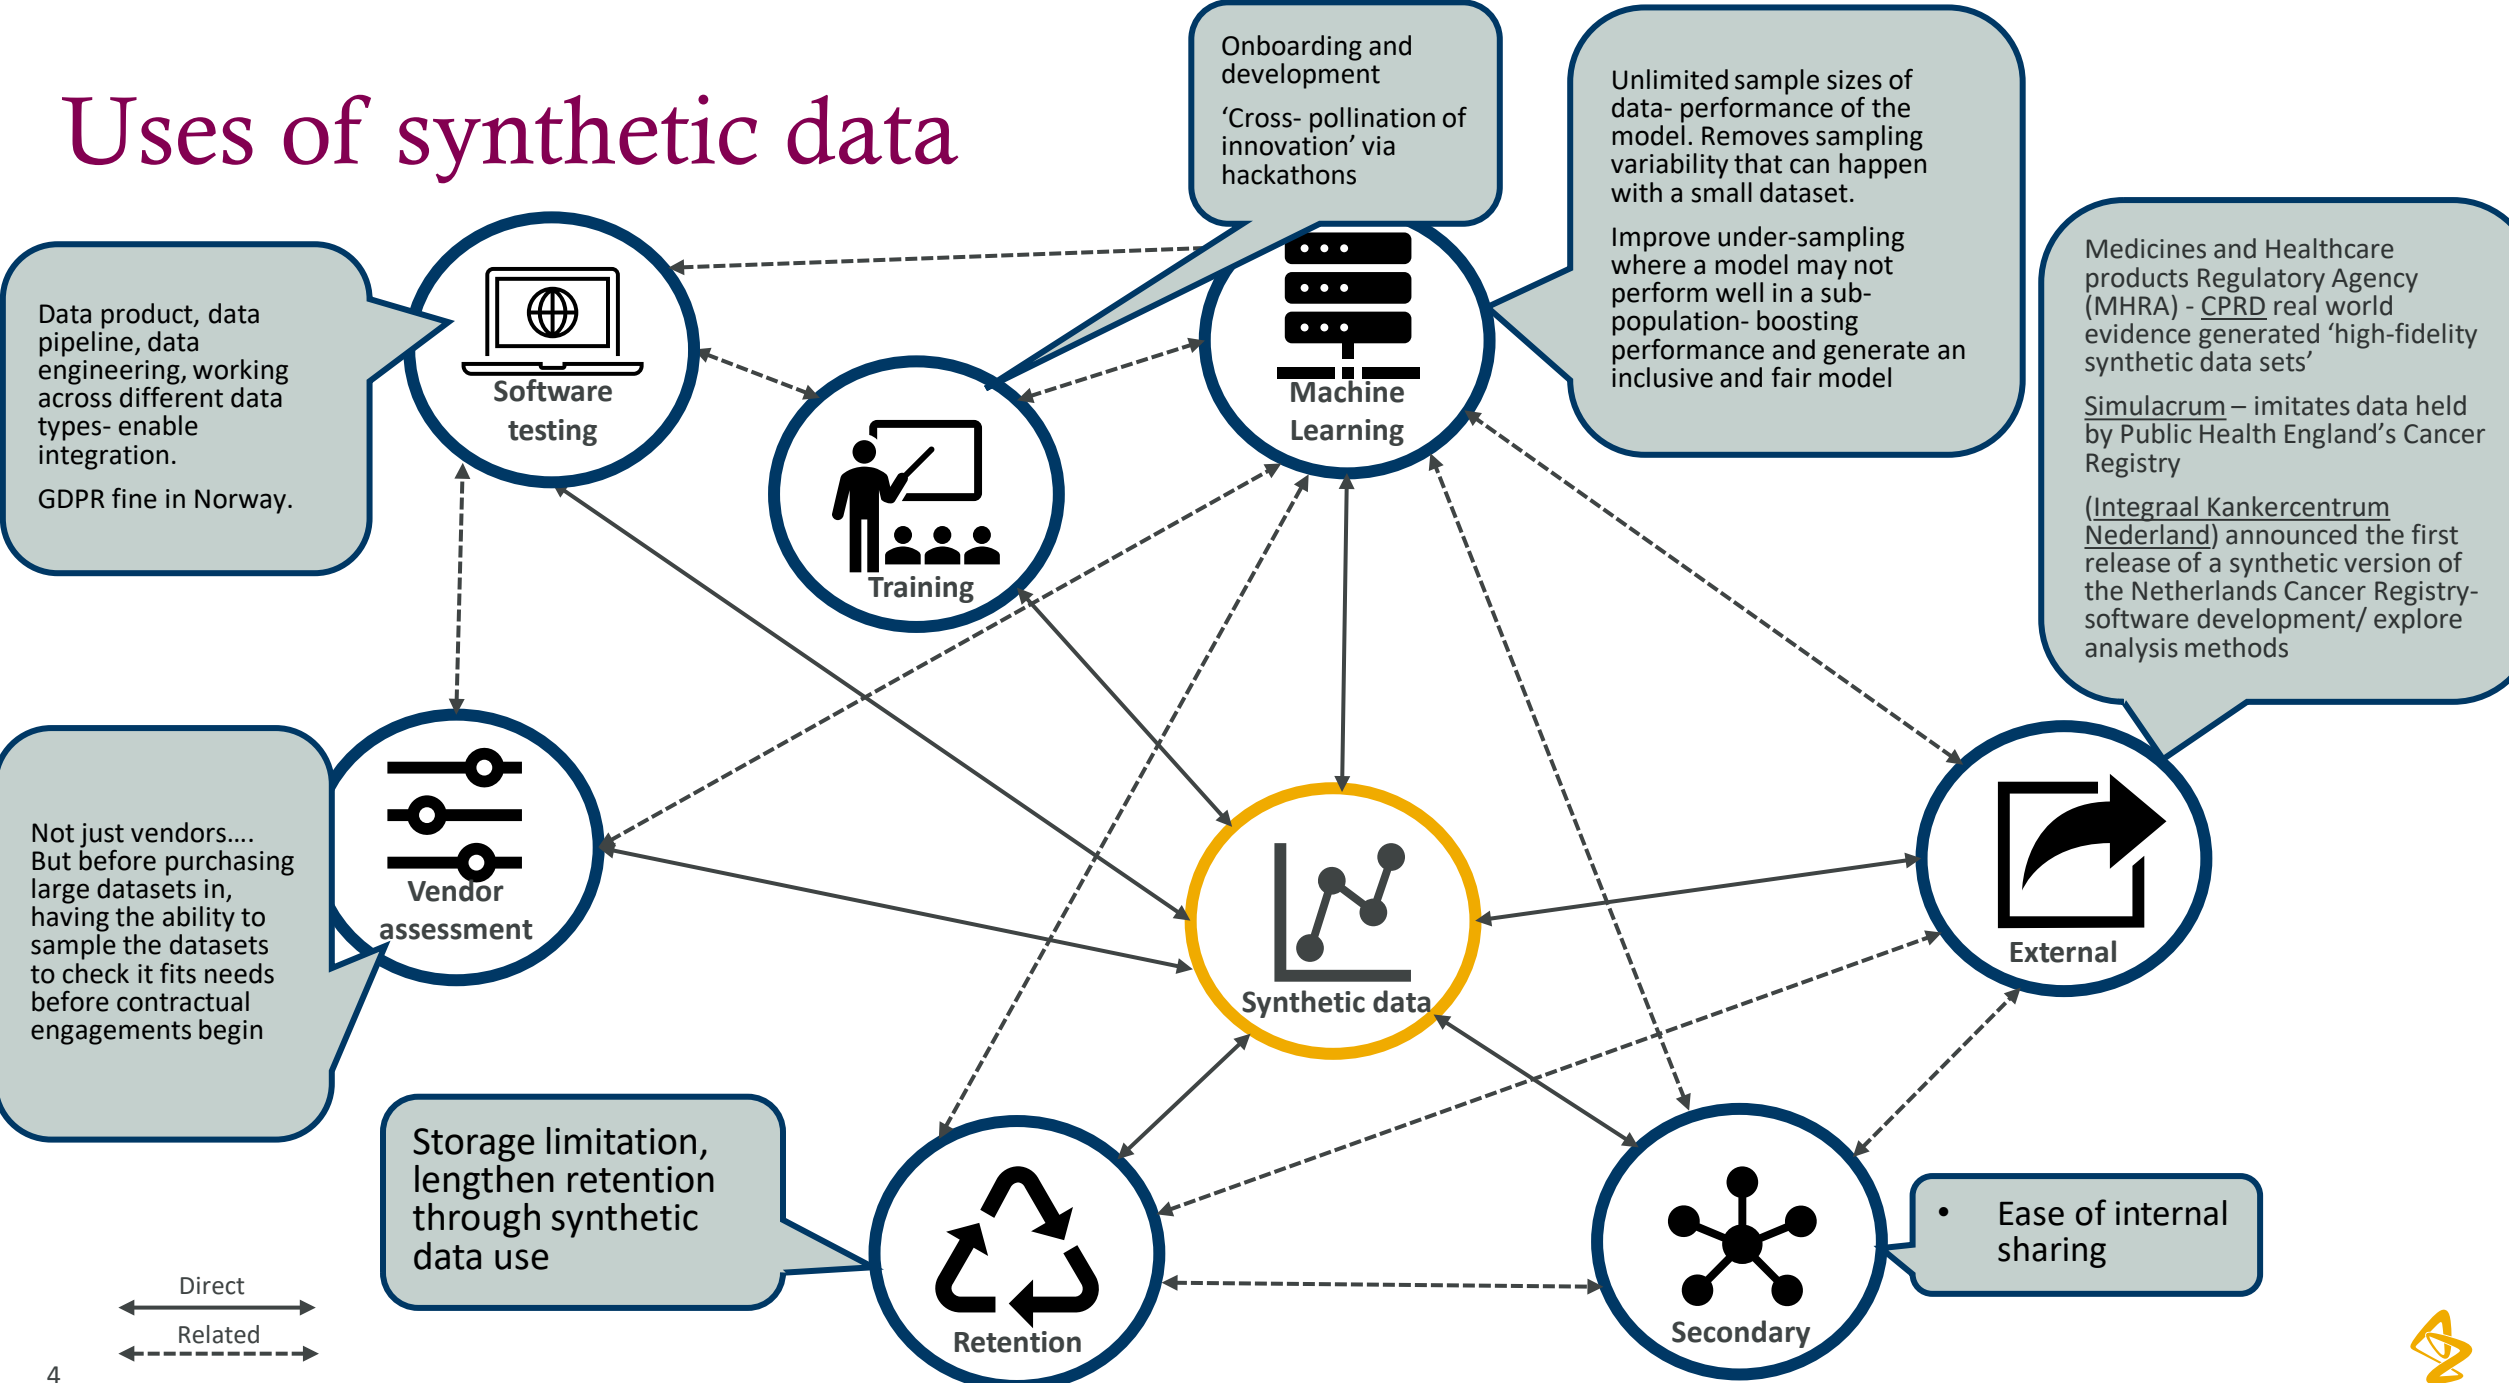 Uses of synthetic data
Onboarding and
development
‘Cross- pollination of
innovation’ via
hackathons
Unlimited sample sizes of
data- performance of the
model. Removes sampling
variability that can happen
with a small dataset.
Improve under-sampling
where a model may not
perform well in a sub-
population- boosting
performance and generate an
inclusive and fair model
Medicines and Healthcare
products Regulatory Agency
(MHRA) - CPRD real world
evidence generated ‘high-fidelity
synthetic data sets’
Simulacrum – imitates data held
by Public Health England’s Cancer
Registry
(Integraal Kankercentrum
Nederland) announced the first
release of a synthetic version of
the Netherlands Cancer Registry-
software development/ explore
analysis methods
Data product, data
pipeline, data
engineering, working
across different data
types- enable
integration.
GDPR fine in Norway.
Software
testing
Machine
Learning
Training
Not just vendors....
But before purchasing
large datasets in,
having the ability to
sample the datasets
to check it fits needs
before contractual
engagements begin
Vendor
assessment
Synthetic data
External
Storage limitation,
lengthen retention
through synthetic
data use
Retention
Secondary
• Ease of internal
sharing
Direct
Related
4